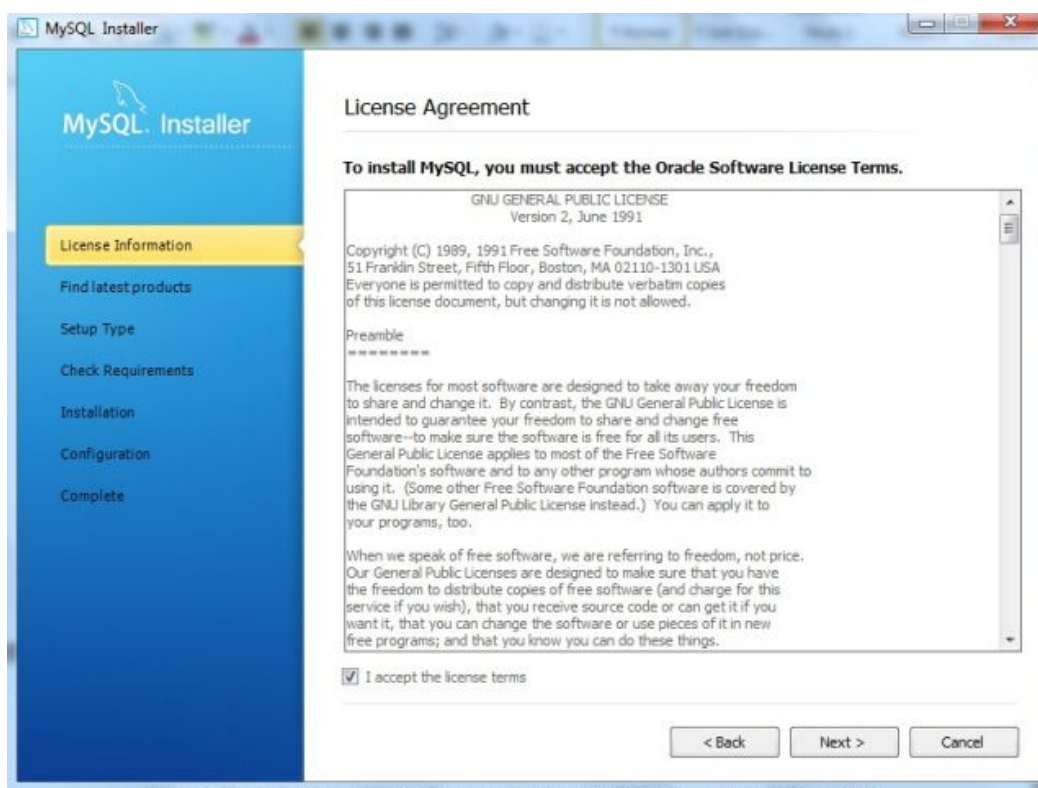 MySQL Installer
MySQL. Installer
License Information
Find latest products
Setup Type
Check Requirements
Installation
Configuration
Complete
License Agreement
To install MySQL, you must accept the Oracle Software License Terms.
GNU GENERAL PUBLIC LICENSE
Version 2, June 1991
Copyright (C) 1989, 1991 Free Software Foundation, Inc.,
51 Franklin Street, Fifth Floor, Boston, MA 02110-1301 USA
Everyone is permitted to copy and distribute verbatim copies
of this license document, but changing it is not allowed.
Preamble
========
The licenses for most software are designed to take away your freedom
to share and change it.  By contrast, the GNU General Public License is
intended to guarantee your freedom to share and change free
software--to make sure the software is free for all its users.  This
General Public License applies to most of the Free Software
Foundation's software and to any other program whose authors commit to
using it.  (Some other Free Software Foundation software is covered by
the GNU Library General Public License instead.)  You can apply it to
your programs, too.
When we speak of free software, we are referring to freedom, not price.
Our General Public Licenses are designed to make sure that you have
the freedom to distribute copies of free software (and charge for this
service if you wish), that you receive source code or can get it if you
want it, that you can change the software or use pieces of it in new
free programs; and that you know you can do these things.
I accept the license terms
< Back
Next >
Cancel